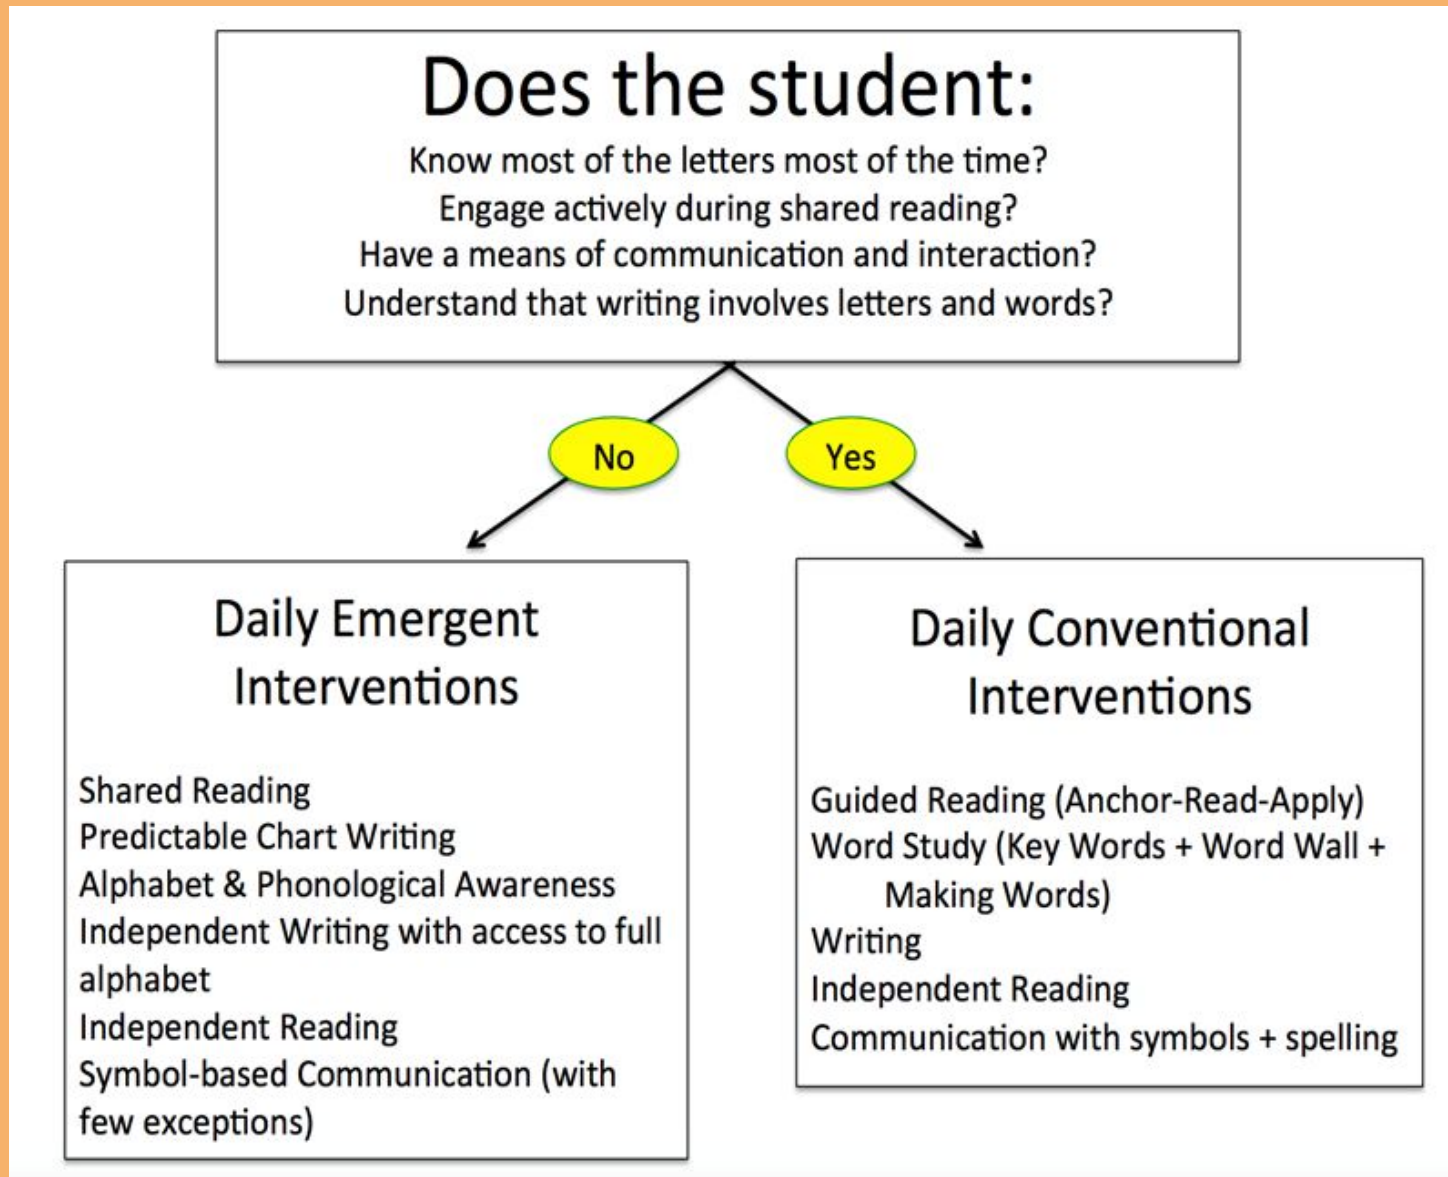 Does the student:
Know most of the letters most of the time?
Engage actively during shared reading?
Have a means of communication and interaction?
Understand that writing involves letters and words?
No
Yes
Daily Emergent
Interventions
Shared Reading
Predictable Chart Writing
Alphabet & Phonological Awareness
Independent Writing with access to full
alphabet
Independent Reading
Symbol-based Communication (with
few exceptions)
Daily Conventional
Interventions
Guided Reading (Anchor-Read-Apply)
Word Study (Key Words + Word Wall +
Making Words)
Writing
Independent Reading
Communication with symbols + spelling